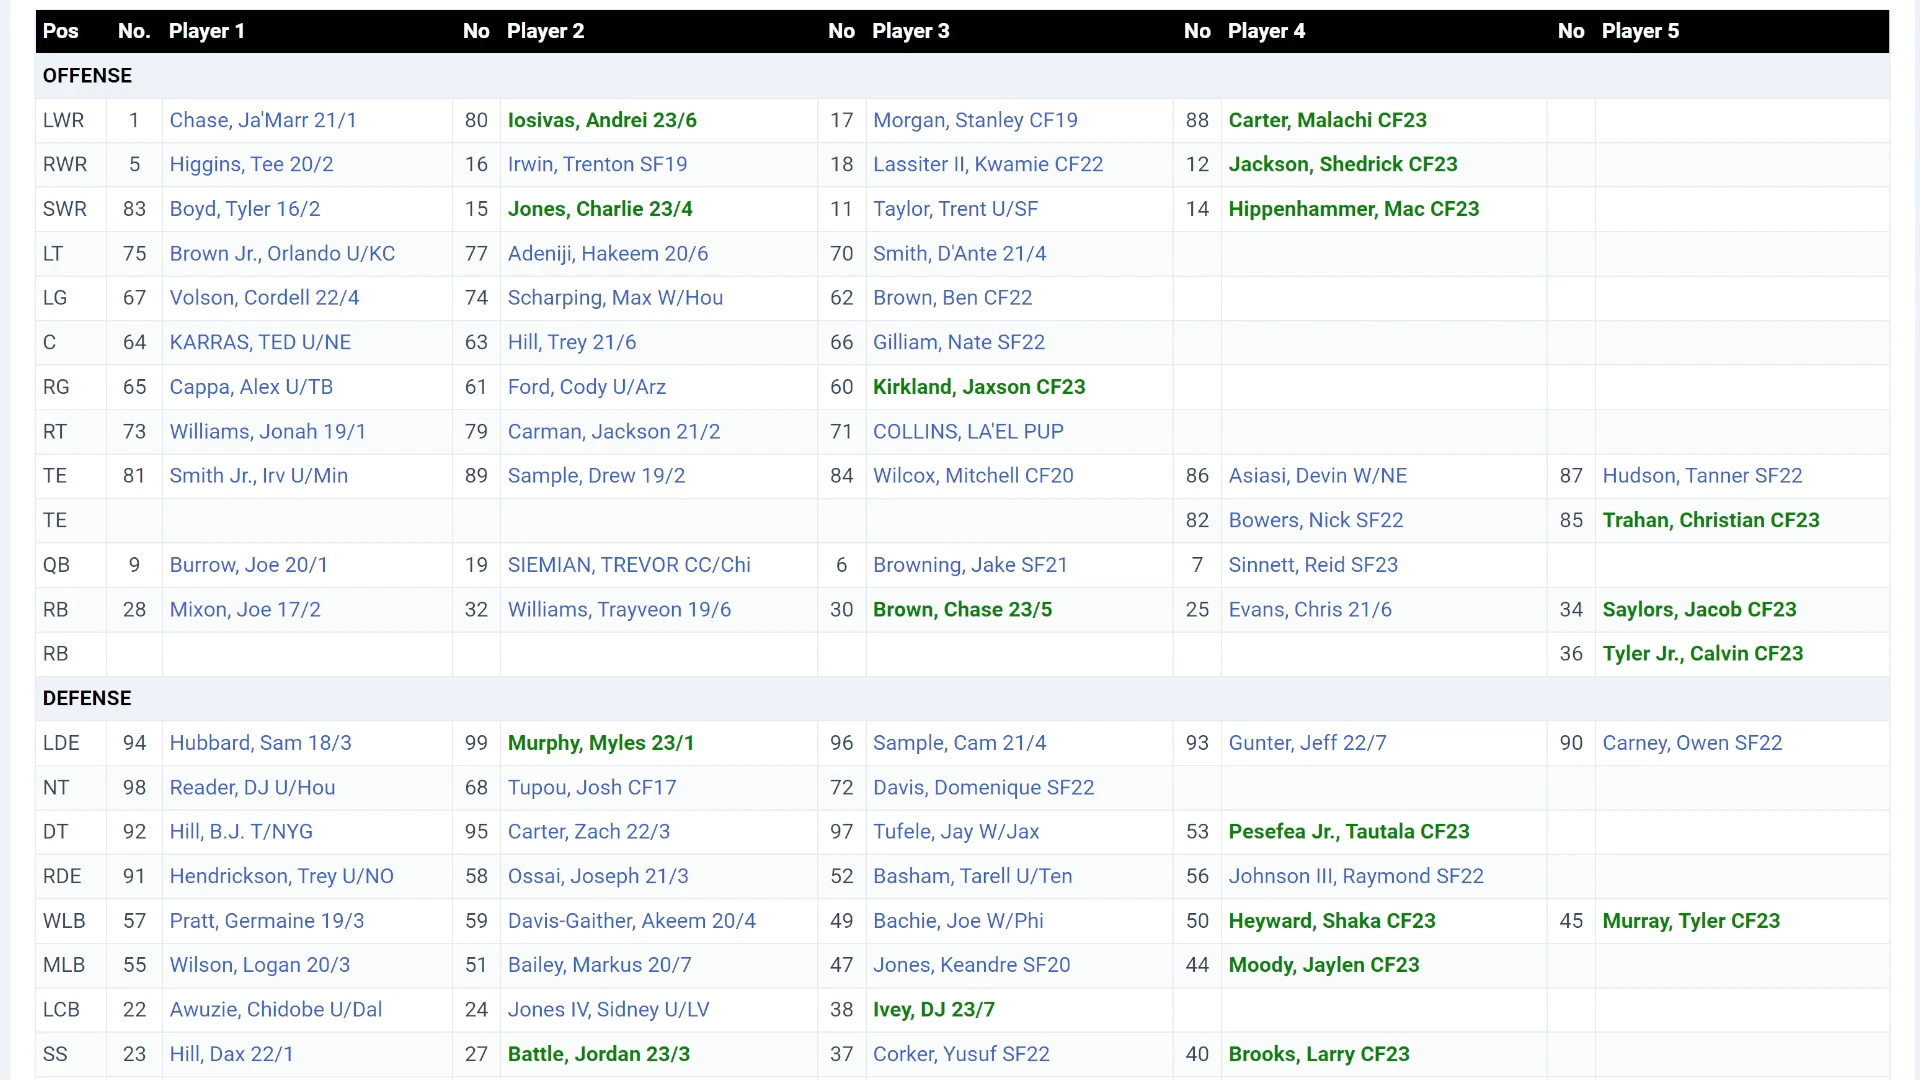 Pos No. Player 1 No Player 2 No Player 3 No Player 4 No Player 5
OFFENSE
LWR 1 Chase, Ja'Marr 21/1 80 Iosivas, Andrei 23/6 17 Morgan, Stanley CF19 88 Carter, Malachi CF23
RWR 5 Higgins, Tee 20/2 16 Irwin, Trenton SF19 18 Lassiter II, Kwamie CF22 12 Jackson, Shedrick CF23
SWR 83 Boyd, Tyler 16/2 15 Jones, Charlie 23/4 11 Taylor, Trent U/SF 14 Hippenhammer, Mac CF23
LT 75 Brown Jr., Orlando U/KC 77 Adeniji, Hakeem 20/6 70 Smith, D'Ante 21/4
LG 67 Volson, Cordell 22/4 74 Scharping, Max W/Hou 62 Brown, Ben CF22
C 64 KARRAS, TED U/NE 63 Hill, Trey 21/6 66 Gilliam, Nate SF22
RG 65 Cappa, Alex U/TB 61 Ford, Cody U/Arz 60 Kirkland, Jaxson CF23
RT 73 Williams, Jonah 19/1 79 Carman, Jackson 21/2 71 COLLINS, LA'EL PUP
TE 81 Smith Jr., Irv U/Min 89 Sample, Drew 19/2 84 Wilcox, Mitchell CF20 86 Asiasi, Devin W/NE 87 Hudson, Tanner SF22
TE 82 Bowers, Nick SF22 85 Trahan, Christian CF23
QB 9 Burrow, Joe 20/1 19 SIEMIAN, TREVOR CC/Chi 6 Browning, Jake SF21 7 Sinnett, Reid SF23
RB 28 Mixon, Joe 17/2 32 Williams, Trayveon 19/6 30 Brown, Chase 23/5 25 Evans, Chris 21/6 34 Saylors, Jacob CF23
RB 36 Tyler Jr., Calvin CF23
DEFENSE
LDE 94 Hubbard, Sam 18/3 99 Murphy, Myles 23/1 96 Sample, Cam 21/4 93 Gunter, Jeff 22/7 90 Carney, Owen SF22
NT 98 Reader, DJ U/Hou 68 Tupou, Josh CF17 72 Davis, Domenique SF22
DT 92 Hill, B.J. T/NYG 95 Carter, Zach 22/3 97 Tufele, Jay W/Jax 53 Pesefea Jr., Tautala CF23
RDE 91 Hendrickson, Trey U/NO 58 Ossai, Joseph 21/3 52 Basham, Tarell U/Ten 56 Johnson III, Raymond SF22
WLB 57 Pratt, Germaine 19/3 59 Davis-Gaither, Akeem 20/4 49 Bachie, Joe W/Phi 50 Heyward, Shaka CF23 45 Murray, Tyler CF23
MLB 55 Wilson, Logan 20/3 51 Bailey, Markus 20/7 47 Jones, Keandre SF20 44 Moody, Jaylen CF23
LCB 22 Awuzie, Chidobe U/Dal 24 Jones IV, Sidney U/LV 38 Ivey, DJ 23/7
SS 23 Hill, Dax 22/1 27 Battle, Jordan 23/3 37 Corker, Yusuf SF22 40 Brooks, Larry CF23